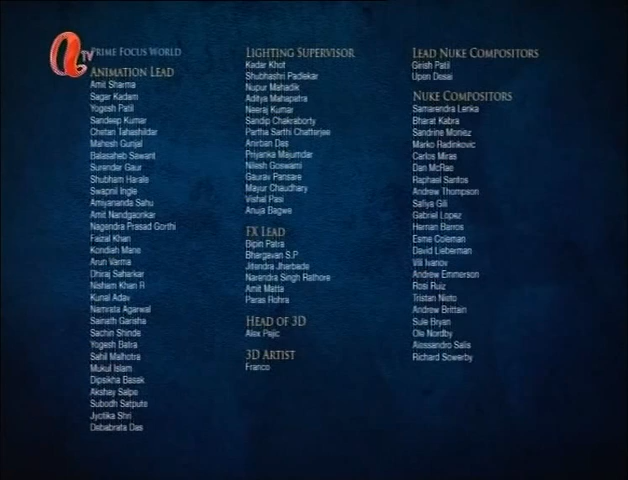 TV
PRIME FOCUS WORLD
ANIMATION LEAD
Amit Sharma
Sagar Kadam
Yogesh Patil
Sandeep Kumar
Chetan Tahashildar
Mahesh Gunjal
Balasaheb Sawant
Surender Gaur
Shubham Harale
Swapnil Ingle
Amiyananda Sahu
Amit Nandgaonkar
Nagendra Prasad Gorthi
Faizal Khan
Kondiah Mane
Arun Varma
Dhiraj Saharkar
Nisham Khan R
Kunal Adav
Namrata Agarwal
Sainath Garisha
Sachin Shinde
Yogesh Batra
Sahil Malhotra
Mukul Islam
Dipsikha Basak
Akshay Salpe
Subodh Satpute
Jyotika Shri
Debabrata Das
LIGHTING SUPERVISOR
Kedar Khot
Shubhashri Padlekar
Nupur Mahadik
Aditya Mahapatra
Neeraj Kumar
Sandip Chakraborty
Partha Sarthi Chatterjee
Anirban Das
Priyanka Majumdar
Nilesh Goswami
Gaurav Pansare
Mayur Chaudhary
Vishal Pasi
Anuja Bagwe
FX LEAD
Bipin Patra
Bhargavan S.P
Jitendra Jharbade
Narendra Singh Rathore
Amit Matta
Paras Rohra
HEAD OF 3D
Alex Pejic
3D ARTIST
Franco
LEAD NUKE COMPOSITORS
Girish Patil
Upen Desai
NUKE COMPOSITORS
Samarendra Lenka
Bharat Kabra
Sandrine Moniez
Marko Radinkovic
Carlos Miras
Dan McRae
Raphael Santos
Andrew Thompson
Safiya Gili
Gabriel Lopez
Hernan Barros
Esme Coleman
David Lieberman
Vili Ivanov
Andrew Emmerson
Rosi Ruiz
Tristan Nieto
Andrew Brittain
Sule Bryan
Ole Nordby
Alessandro Salis
Richard Sowerby